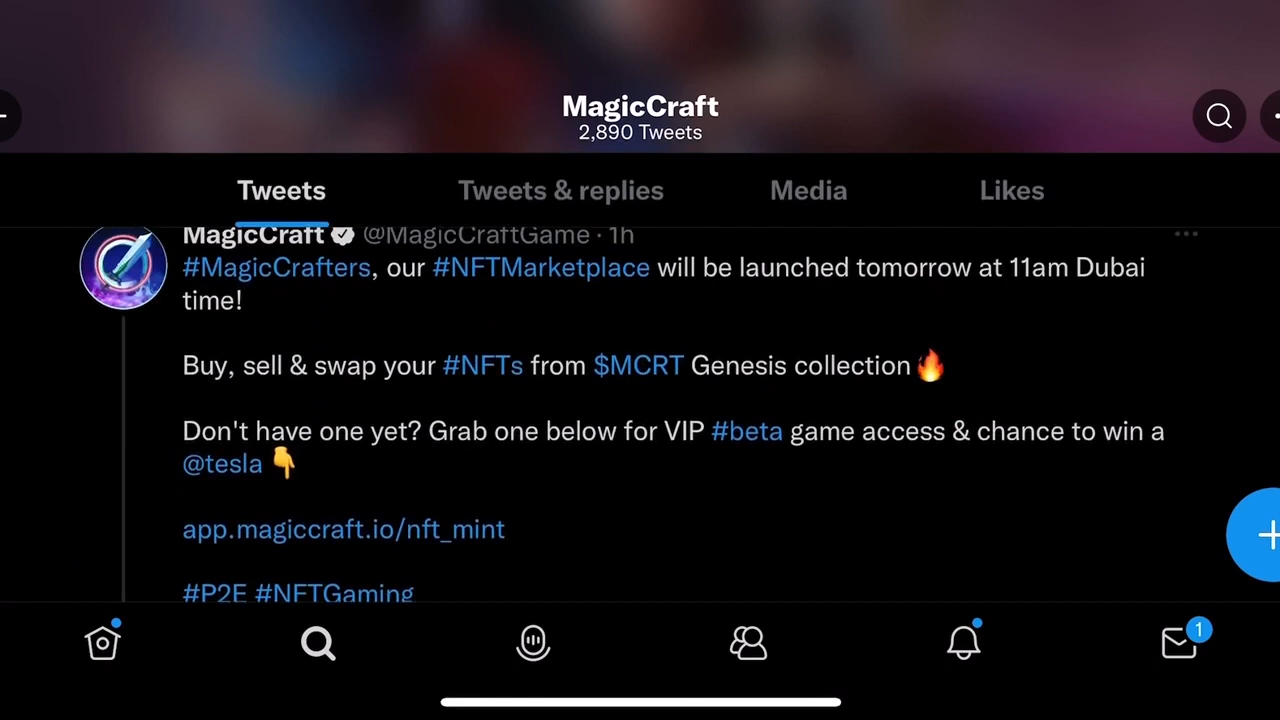 MagicCraft
2,890 Tweets
Tweets Tweets & replies Media Likes
MagicCraft @MagicCraftGame · 1h
#MagicCrafters, our #NFTMarketplace will be launched tomorrow at 11am Dubai
time!
Buy, sell & swap your #NFTs from $MCRT Genesis collection 🔥
Don't have one yet? Grab one below for VIP #beta game access & chance to win a
@tesla 👇
app.magiccraft.io/nft_mint
#P2E #NFTGaming
1